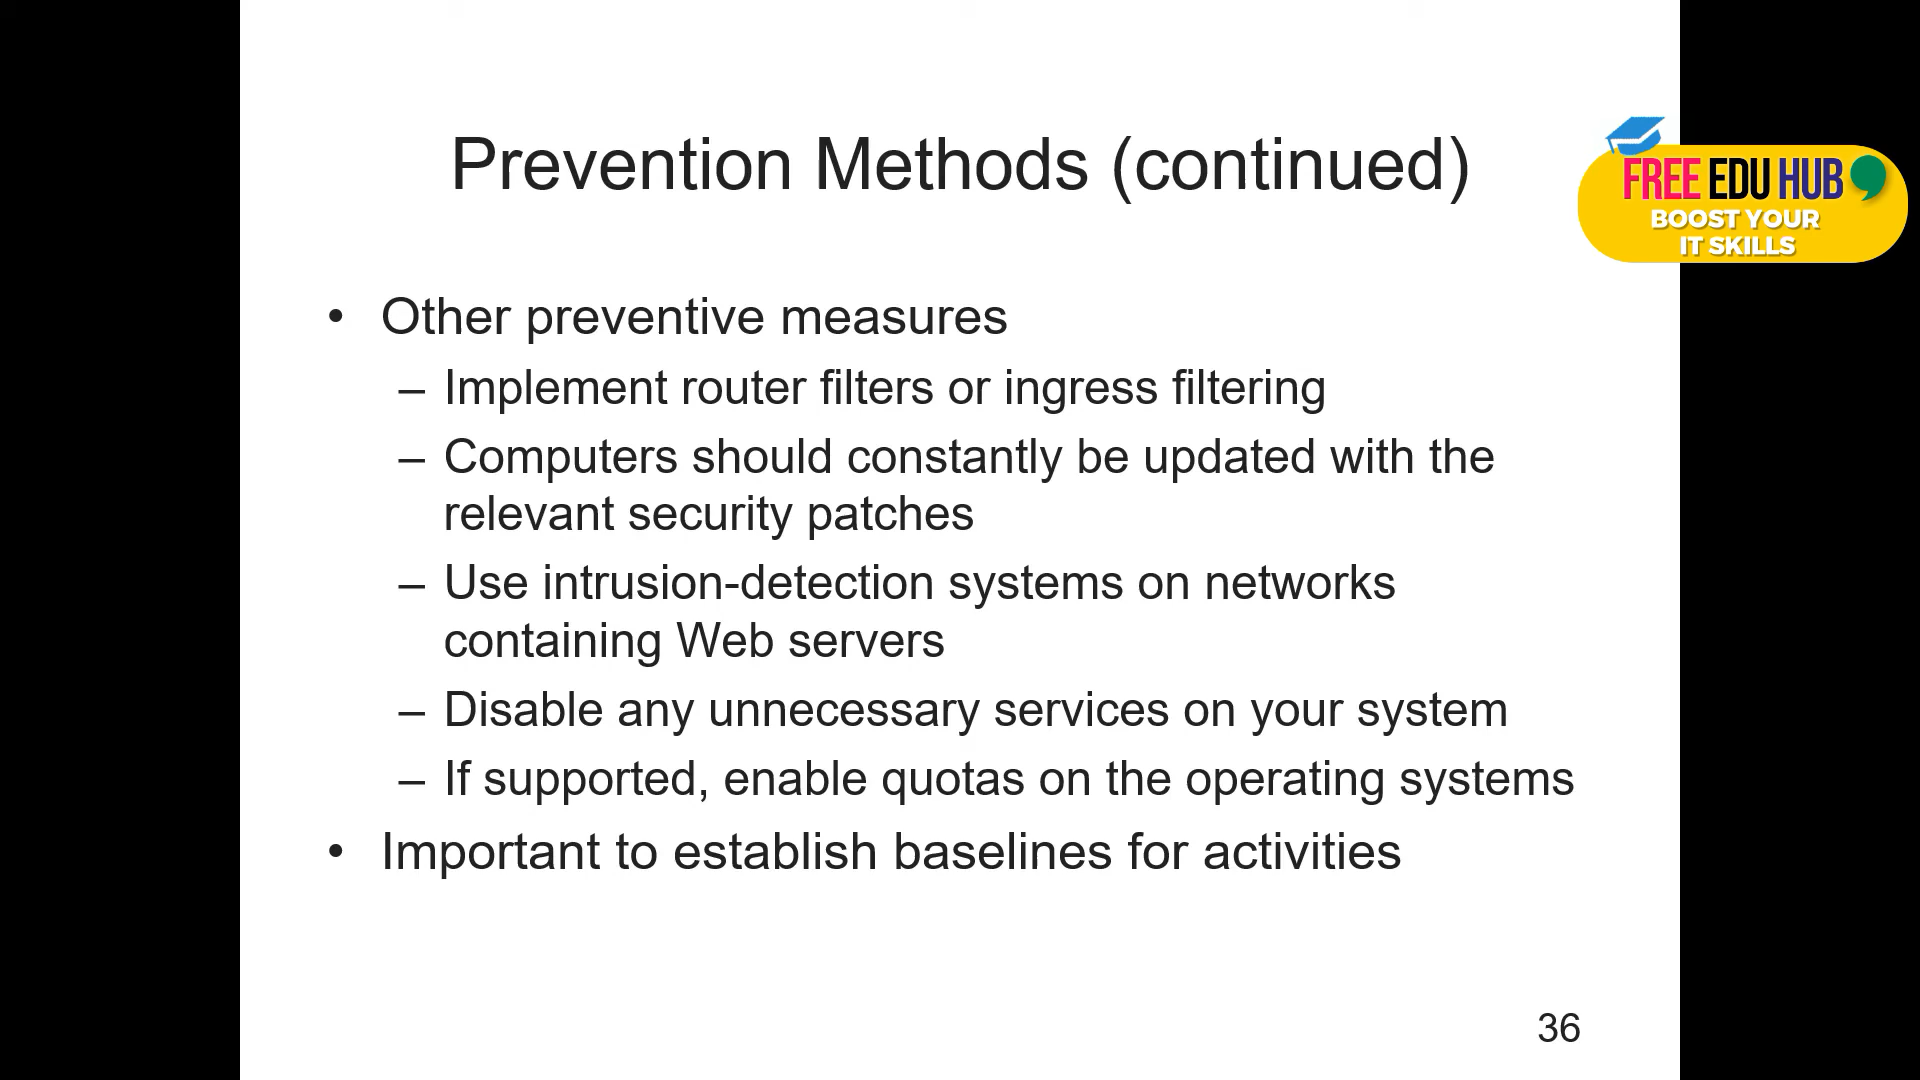 Prevention Methods (continued)
FREE EDU HUB
BOOST YOUR
IT SKILLS
• Other preventive measures
– Implement router filters or ingress filtering
– Computers should constantly be updated with the
relevant security patches
– Use intrusion-detection systems on networks
containing Web servers
– Disable any unnecessary services on your system
– If supported, enable quotas on the operating systems
• Important to establish baselines for activities
36